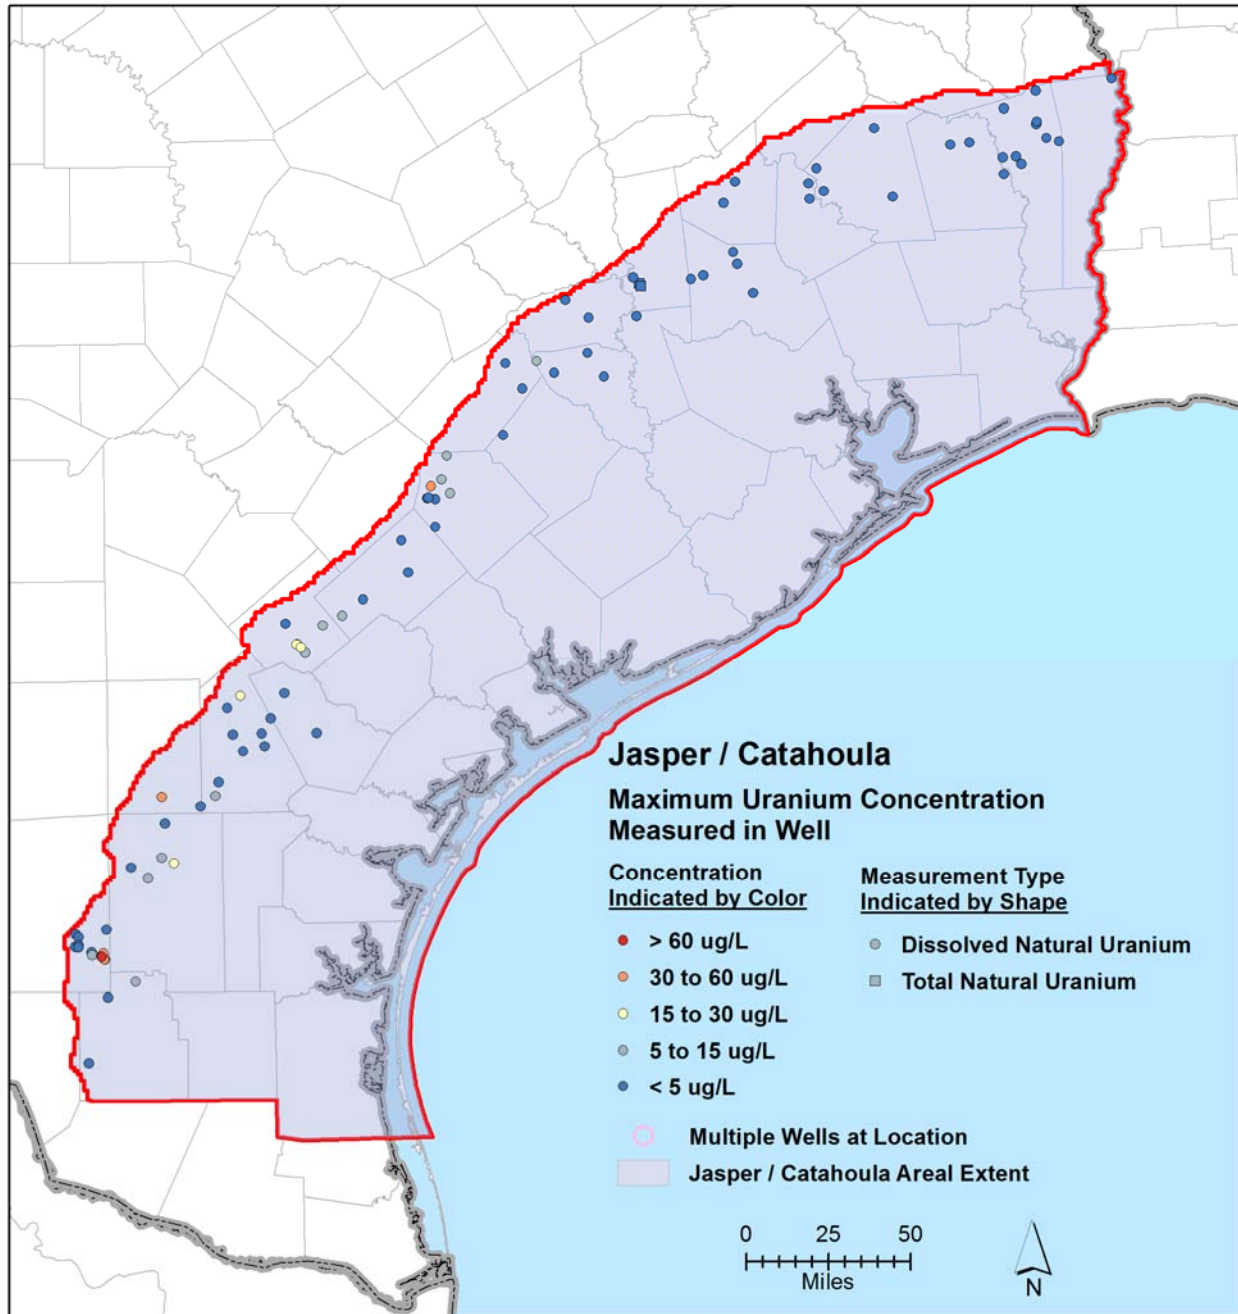 Jasper / Catahoula
Maximum Uranium Concentration
Measured in Well
Concentration
Indicated by Color
> 60 ug/L
30 to 60 ug/L
15 to 30 ug/L
5 to 15 ug/L
< 5 ug/L
Measurement Type
Indicated by Shape
Dissolved Natural Uranium
Total Natural Uranium
Multiple Wells at Location
Jasper / Catahoula Areal Extent
0 25 50
Miles
N